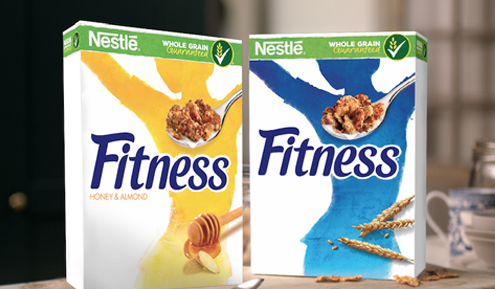 Nestlé®
WHOLE GRAIN
Guaranteed
Fitness
HONEY & ALMOND
Nestlé®
WHOLE GRAIN
Guaranteed
Fitness